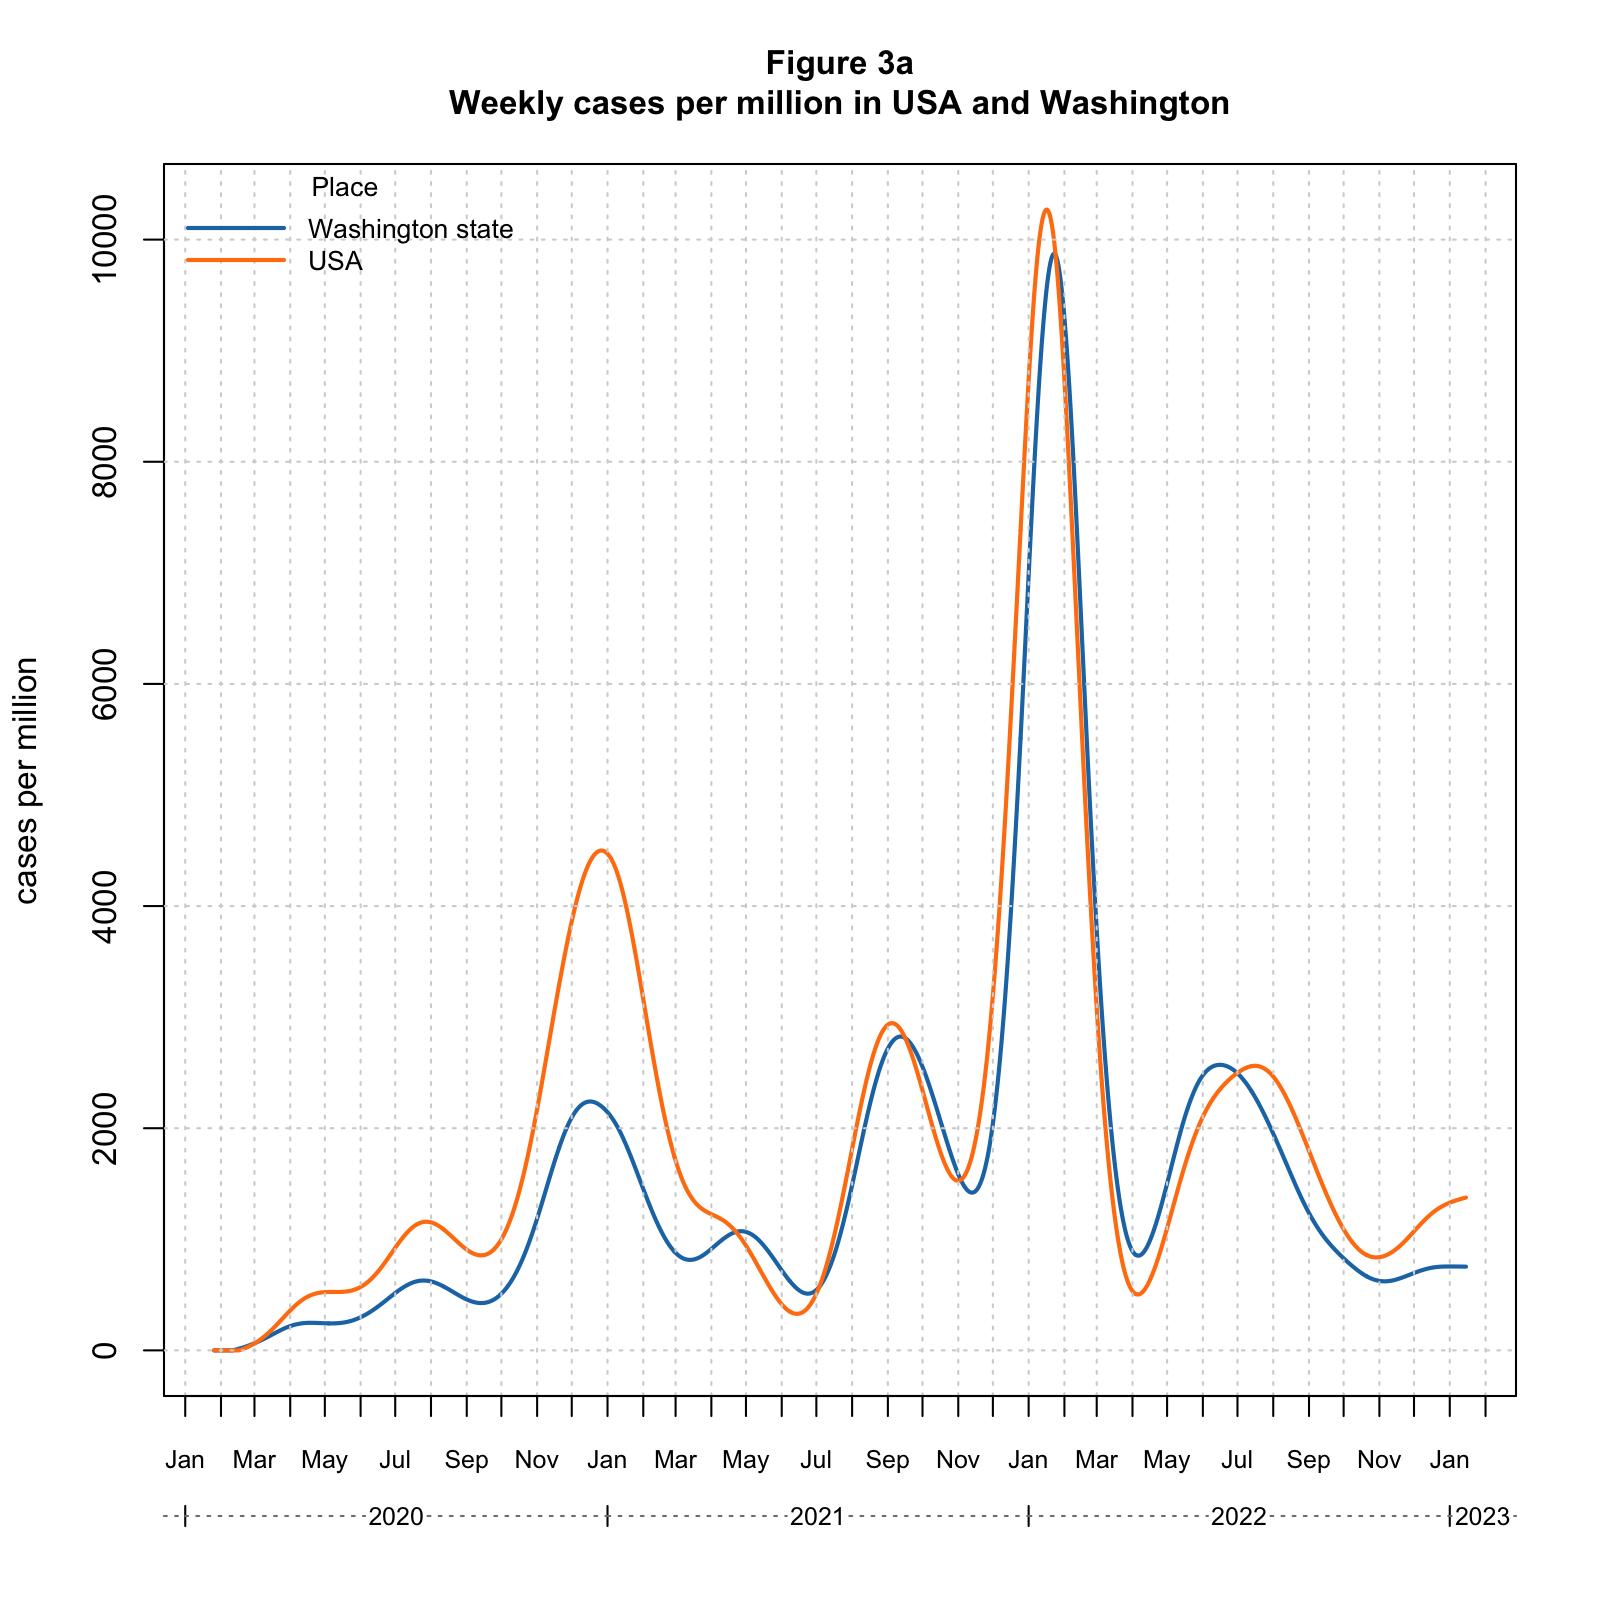 Figure 3a
Weekly cases per million in USA and Washington
Place
Washington state
USA
cases per million
10000
8000
6000
4000
2000
0
Jan Mar May Jul Sep Nov Jan Mar May Jul Sep Nov Jan Mar May Jul Sep Nov Jan
2020 2021 2022 2023